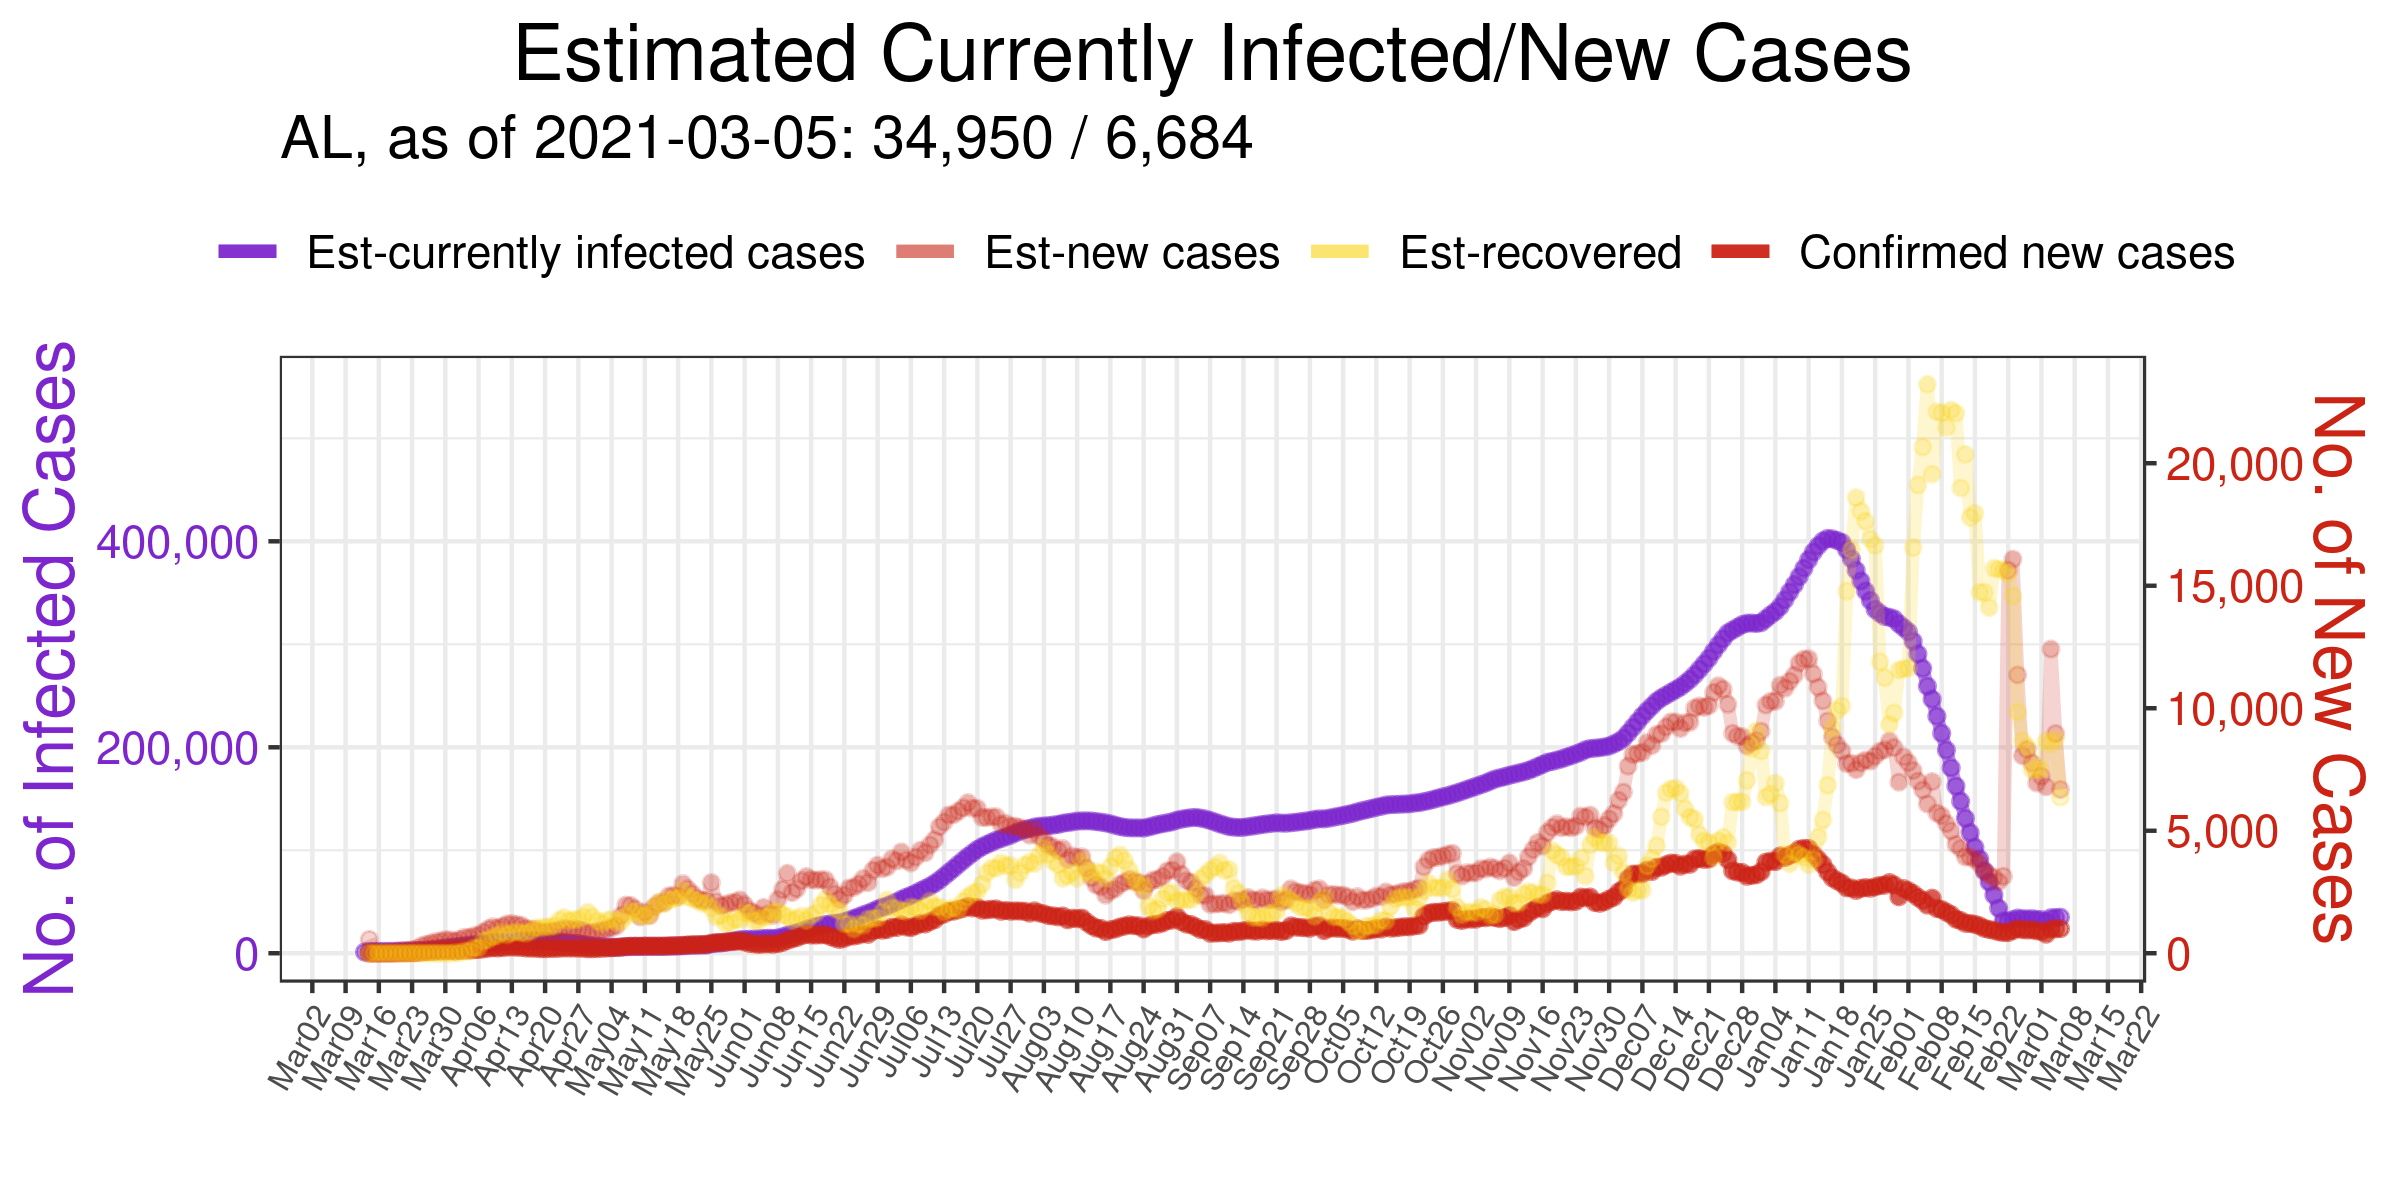 Estimated Currently Infected/New Cases
AL, as of 2021-03-05: 34,950 / 6,684
Est-currently infected cases
Est-new cases
Est-recovered
Confirmed new cases
No. of Infected Cases
400,000
200,000
0
No. of New Cases
20,000
15,000
10,000
5,000
0
Mar02
Mar09
Mar16
Mar23
Mar30
Apr06
Apr13
Apr20
Apr27
May04
May11
May18
May25
Jun01
Jun08
Jun15
Jun22
Jun29
Jul06
Jul13
Jul20
Jul27
Aug03
Aug10
Aug17
Aug24
Aug31
Sep07
Sep14
Sep21
Sep28
Oct05
Oct12
Oct19
Oct26
Nov02
Nov09
Nov16
Nov23
Nov30
Dec07
Dec14
Dec21
Dec28
Dec04
Jan11
Jan18
Jan25
Feb01
Feb08
Feb15
Feb22
Mar01
Mar08
Mar15
Mar22